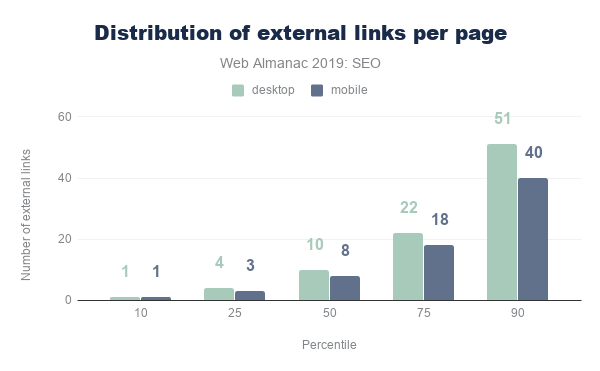 Distribution of external links per page
Web Almanac 2019: SEO
desktop mobile
Number of external links
60
40
20
0
1 1
4 3
10 8
22 18
51 40
10 25 50 75 90
Percentile